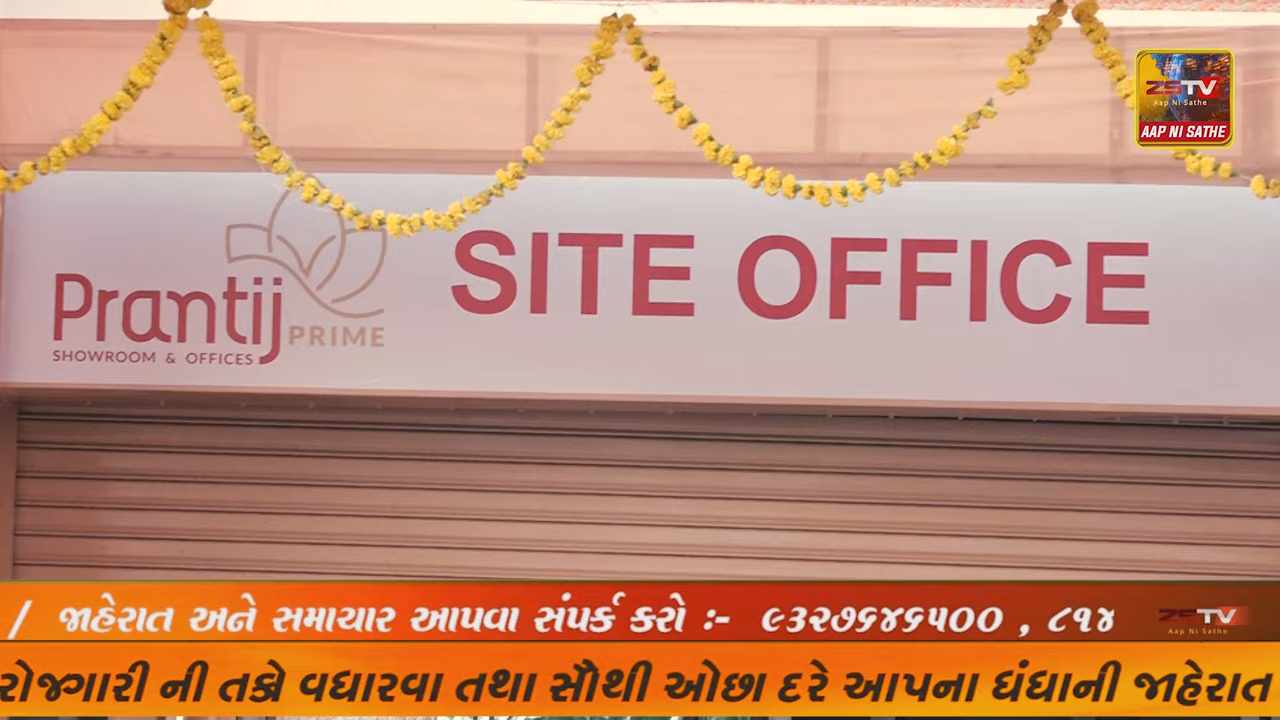 ZSTV
Aap Ni Sathe
AAP NI SATHE
SITE OFFICE
Prantij
PRIME
SHOWROOM & OFFICES
/ જાહેરાત અને સમાચાર આપવા સંપર્ક કરો :- ૯૩૨૭૬૪૬૫૦૦ , ૮૧૪
ZSTV
Aap Ni Sathe
રોજગારી ની તકો વધારવા તથા સૌથી ઓછા દરે આપના ધંધાની જાહેરાત